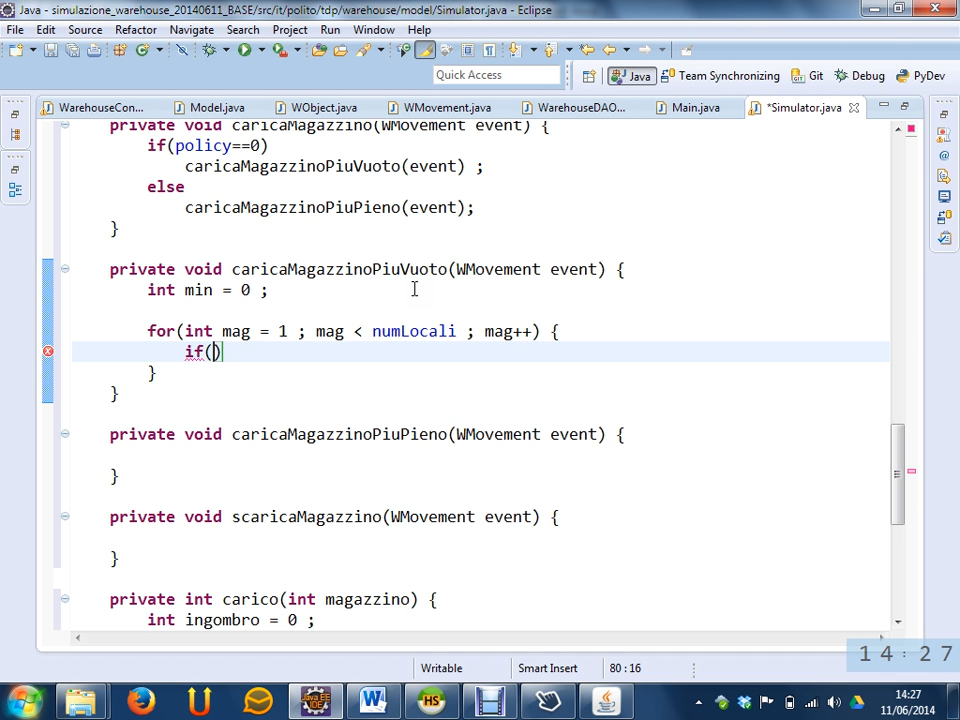 Java - simulazione_warehouse_20140611_BASE/src/it/polito/tdp/warehouse/model/Simulator.java - Eclipse
File Edit Source Refactor Navigate Search Project Run Window Help
Quick Access
Java Team Synchronizing Git Debug PyDev
WarehouseCon... Model.java WObject.java WMovement.java WarehouseDAO... Main.java *Simulator.java
private void caricaMagazzino(WMovement event) {
if(policy==0)
caricaMagazzinoPiuVuoto(event) ;
else
caricaMagazzinoPiuPieno(event);
}
private void caricaMagazzinoPiuVuoto(WMovement event) {
int min = 0 ;
for(int mag = 1 ; mag < numLocali ; mag++) {
if()
}
}
private void caricaMagazzinoPiuPieno(WMovement event) {
}
private void scaricaMagazzino(WMovement event) {
}
private int carico(int magazzino) {
int ingombro = 0 ;
14:27
Writable Smart Insert 80 : 16
Java EE
IDE
W
HS
14:27
11/06/2014